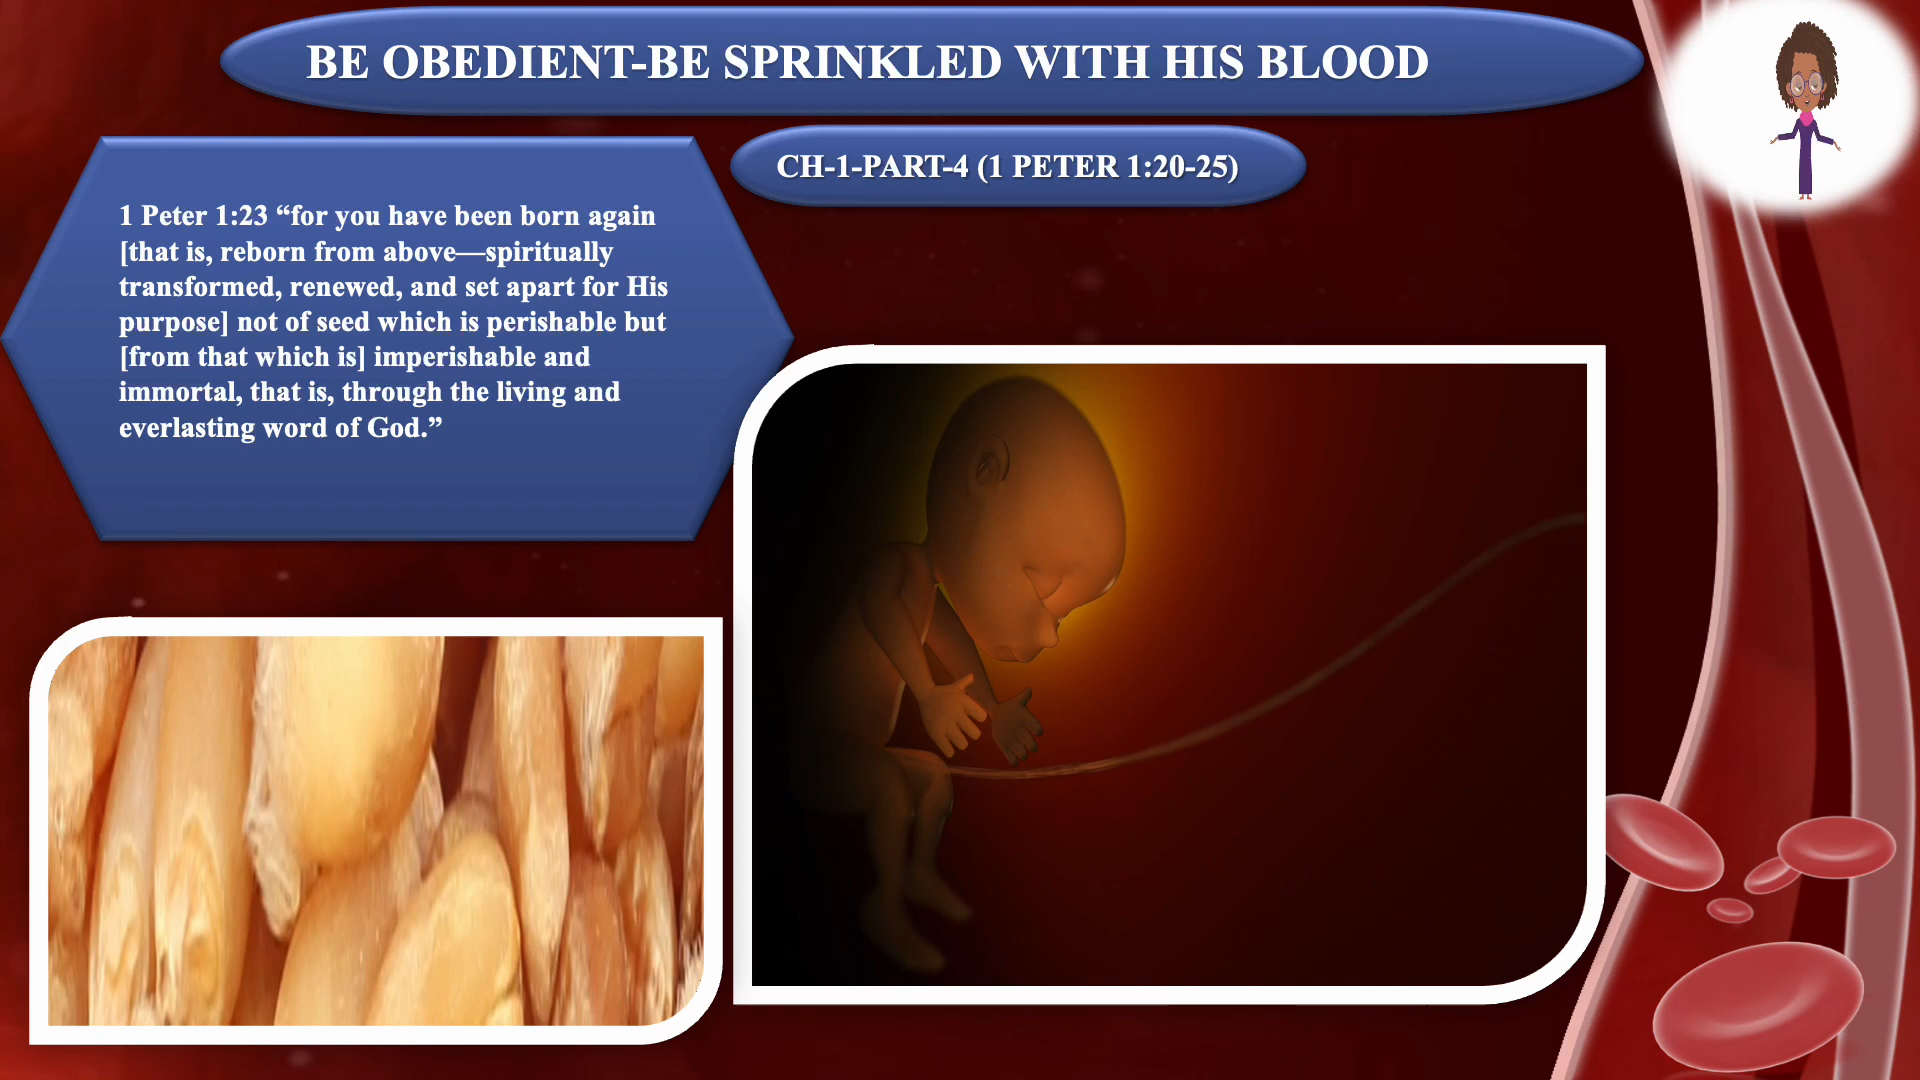 BE OBEDIENT-BE SPRINKLED WITH HIS BLOOD
CH-1-PART-4 (1 PETER 1:20-25)
1 Peter 1:23 “for you have been born again
[that is, reborn from above—spiritually
transformed, renewed, and set apart for His
purpose] not of seed which is perishable but
[from that which is] imperishable and
immortal, that is, through the living and
everlasting word of God.”